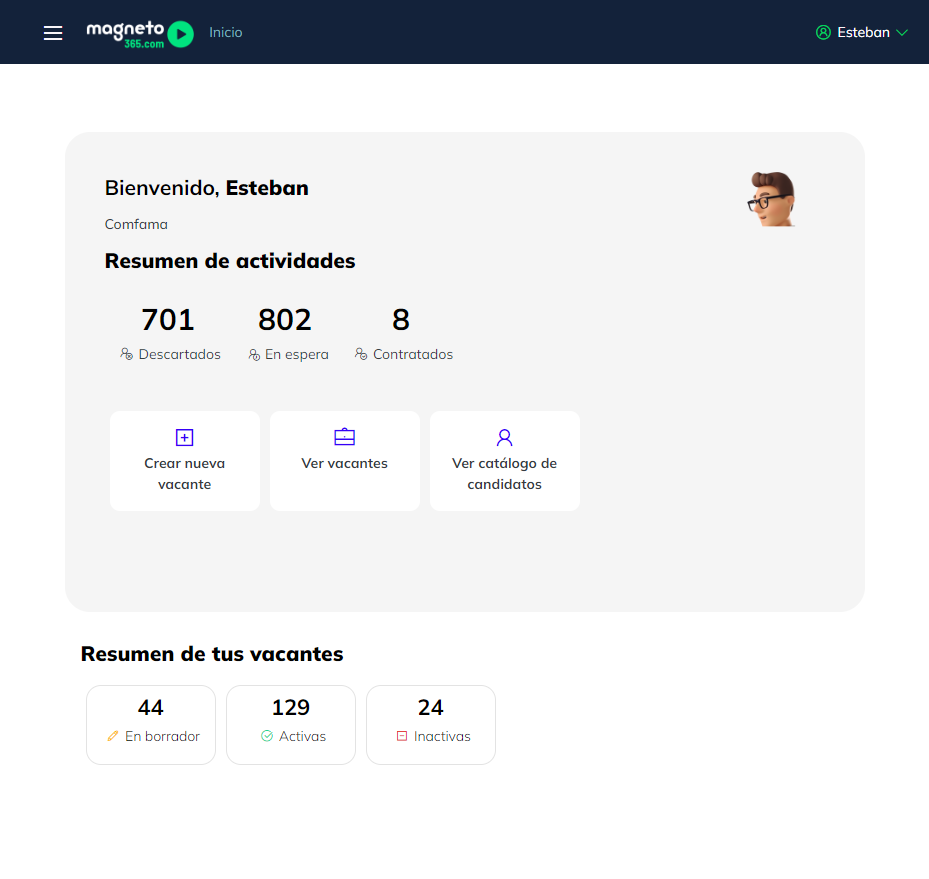 magneto
365.com
Inicio
Esteban
Bienvenido, Esteban
Comfama
Resumen de actividades
701 802 8
Descartados En espera Contratados
Crear nueva
vacante
Ver vacantes
Ver catálogo de
candidatos
Resumen de tus vacantes
44 129 24
En borrador Activas Inactivas